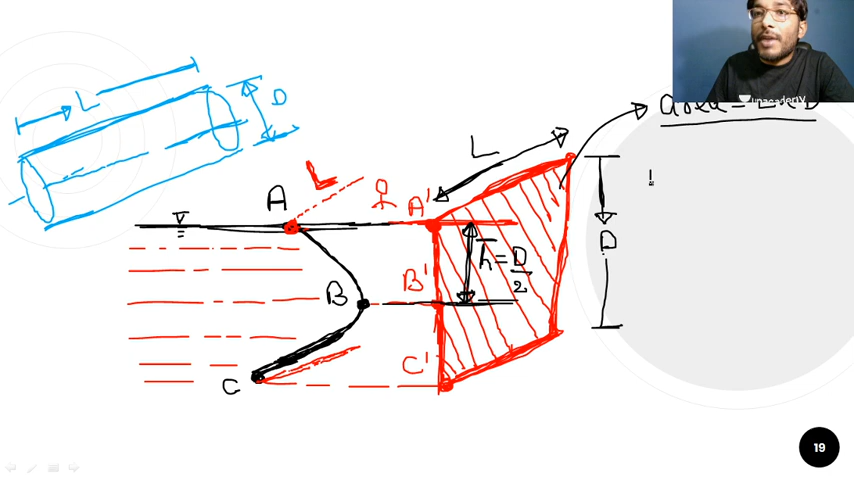 L
D
area = L × D
L
A
A'
L
D
h̄ = D/2
B'
B
C'
C
19